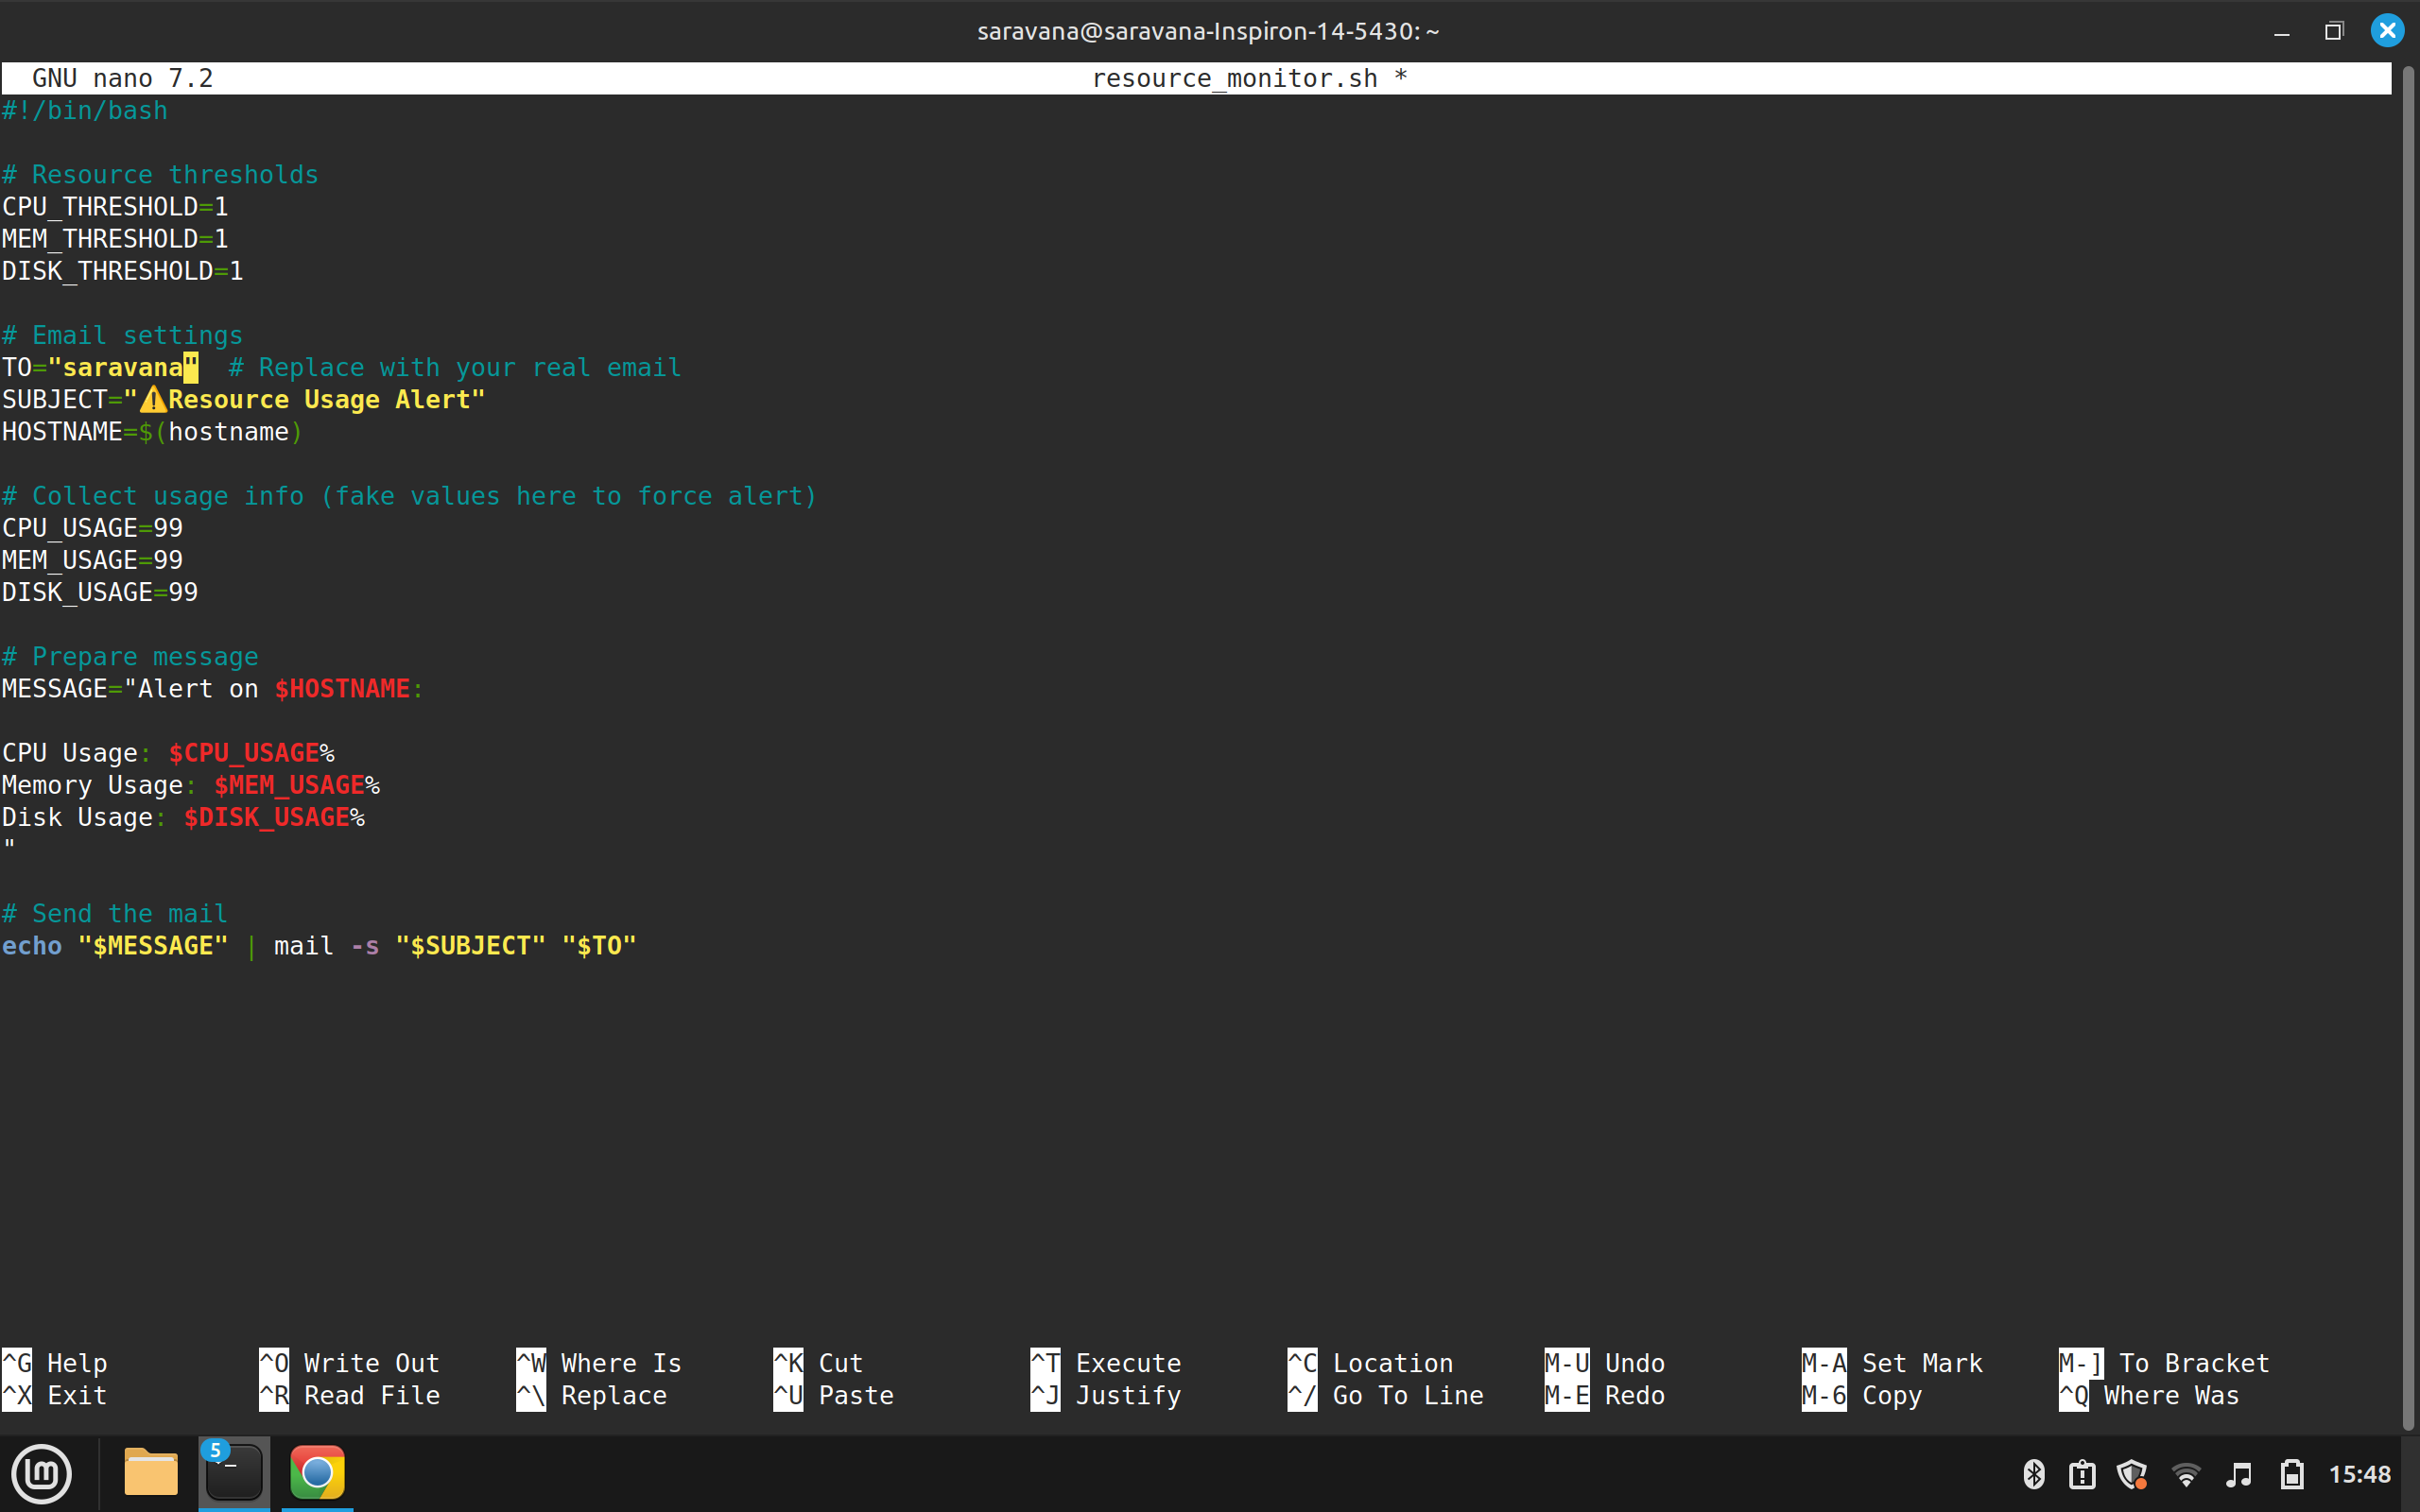 saravana@saravana-Inspiron-14-5430: ~
GNU nano 7.2 resource_monitor.sh *
#!/bin/bash
# Resource thresholds
CPU_THRESHOLD=1
MEM_THRESHOLD=1
DISK_THRESHOLD=1
# Email settings
TO="saravana"  # Replace with your real email
SUBJECT="⚠️Resource Usage Alert"
HOSTNAME=$(hostname)
# Collect usage info (fake values here to force alert)
CPU_USAGE=99
MEM_USAGE=99
DISK_USAGE=99
# Prepare message
MESSAGE="Alert on $HOSTNAME:
CPU Usage: $CPU_USAGE%
Memory Usage: $MEM_USAGE%
Disk Usage: $DISK_USAGE%
"
# Send the mail
echo "$MESSAGE" | mail -s "$SUBJECT" "$TO"
^G Help ^O Write Out ^W Where Is ^K Cut ^T Execute ^C Location M-U Undo M-A Set Mark M-] To Bracket
^X Exit ^R Read File ^\ Replace ^U Paste ^J Justify ^/ Go To Line M-E Redo M-6 Copy ^Q Where Was
5 15:48